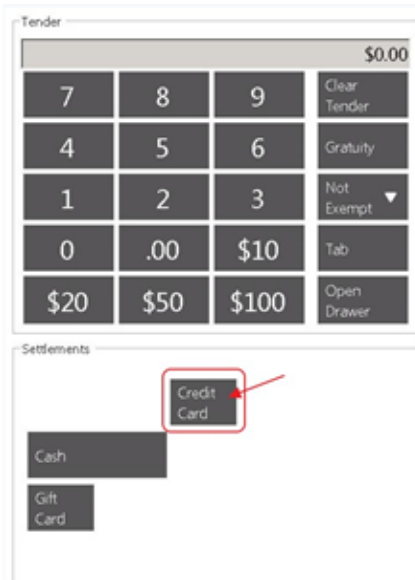 Tender
$0.00
7 8 9 Clear
Tender
4 5 6 Gratuity
1 2 3 Not
Exempt
0 .00 $10 Tab
$20 $50 $100 Open
Drawer
Settlements
Credit
Card
Cash
Gift
Card